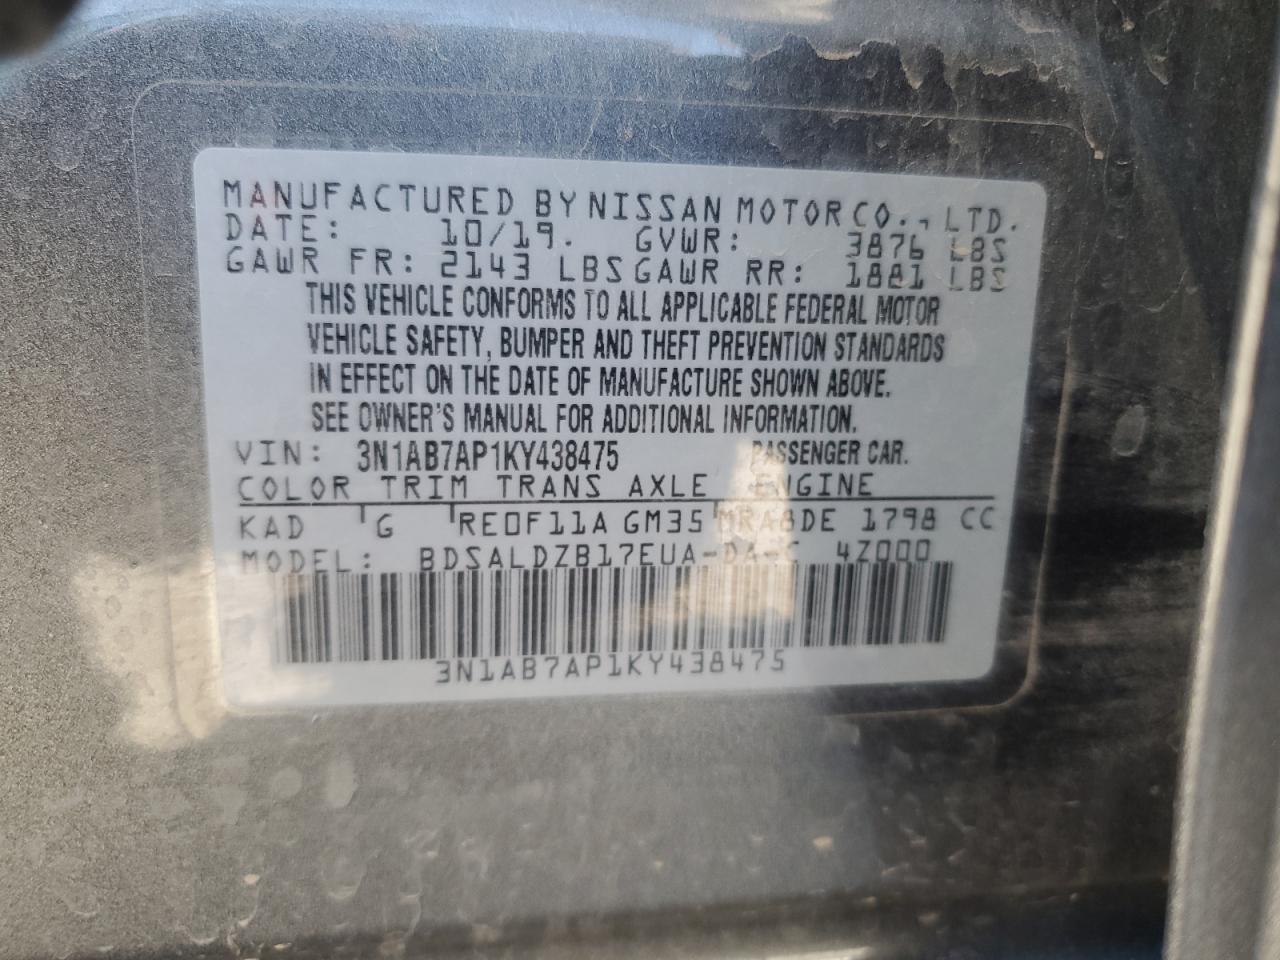 MANUFACTURED BY NISSAN MOTOR CO., LTD.
DATE: 10/19. GVWR: 3876 LBS
GAWR FR: 2143 LBS GAWR RR: 1881 LBS
THIS VEHICLE CONFORMS TO ALL APPLICABLE FEDERAL MOTOR
VEHICLE SAFETY, BUMPER AND THEFT PREVENTION STANDARDS
IN EFFECT ON THE DATE OF MANUFACTURE SHOWN ABOVE.
SEE OWNER'S MANUAL FOR ADDITIONAL INFORMATION.
VIN: 3N1AB7AP1KY438475 PASSENGER CAR.
COLOR TRIM TRANS AXLE ENGINE
KAD G RE0F11A GM35 MRA8DE 1798 CC
MODEL: BDSALDZB17EUA-DA-C 4Z000
3N1AB7AP1KY438475